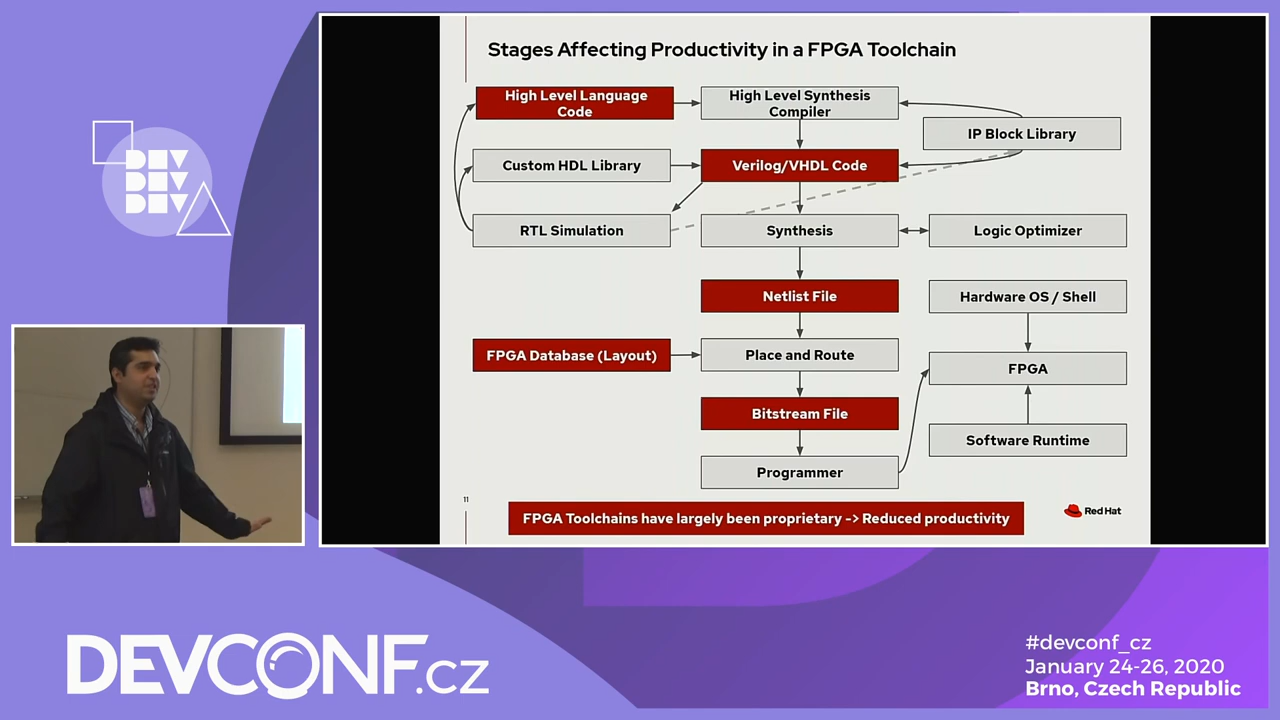 Stages Affecting Productivity in a FPGA Toolchain
High Level Language
Code
High Level Synthesis
Compiler
IP Block Library
Custom HDL Library
Verilog/VHDL Code
RTL Simulation
Synthesis
Logic Optimizer
Netlist File
Hardware OS / Shell
FPGA Database (Layout)
Place and Route
FPGA
Bitstream File
Software Runtime
Programmer
11
FPGA Toolchains have largely been proprietary -> Reduced productivity
Red Hat
DEV
DEV
DEV
DEVCONF.cz
#devconf_cz
January 24-26, 2020
Brno, Czech Republic